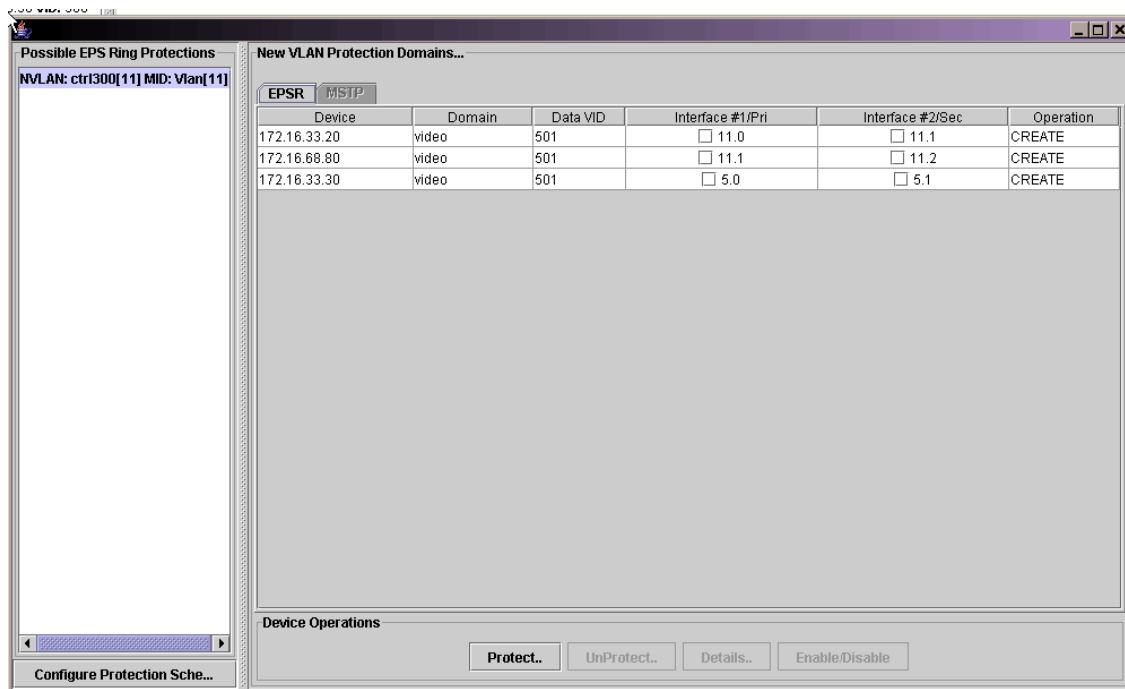 VID: 300
Possible EPS Ring Protections
NVLAN: ctrl300[11] MID: Vlan[11]
Configure Protection Sche...
New VLAN Protection Domains...
EPSR MSTP
Device Domain Data VID Interface #1/Pri Interface #2/Sec Operation
172.16.33.20 video 501 11.0 11.1 CREATE
172.16.68.80 video 501 11.1 11.2 CREATE
172.16.33.30 video 501 5.0 5.1 CREATE
Device Operations
Protect.. UnProtect.. Details.. Enable/Disable